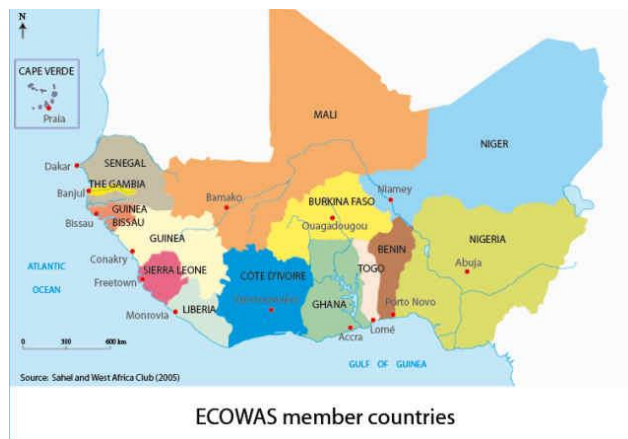 N
CAPE VERDE
Praia
MALI
NIGER
SENEGAL
Dakar
THE GAMBIA
Banjul
GUINEA
BISSAU
Bissau
Bamako
BURKINA FASO
Niamey
Ouagadougou
GUINEA
BENIN
NIGERIA
Conakry
ATLANTIC
OCEAN
SIERRA LEONE
Freetown
CÔTE D'IVOIRE
TOGO
Abuja
GHANA
Porto Novo
LIBERIA
Monrovia
Accra
Lomé
0 300 600 km
GULF OF GUINEA
Source: Sahel and West Africa Club (2005)
ECOWAS member countries